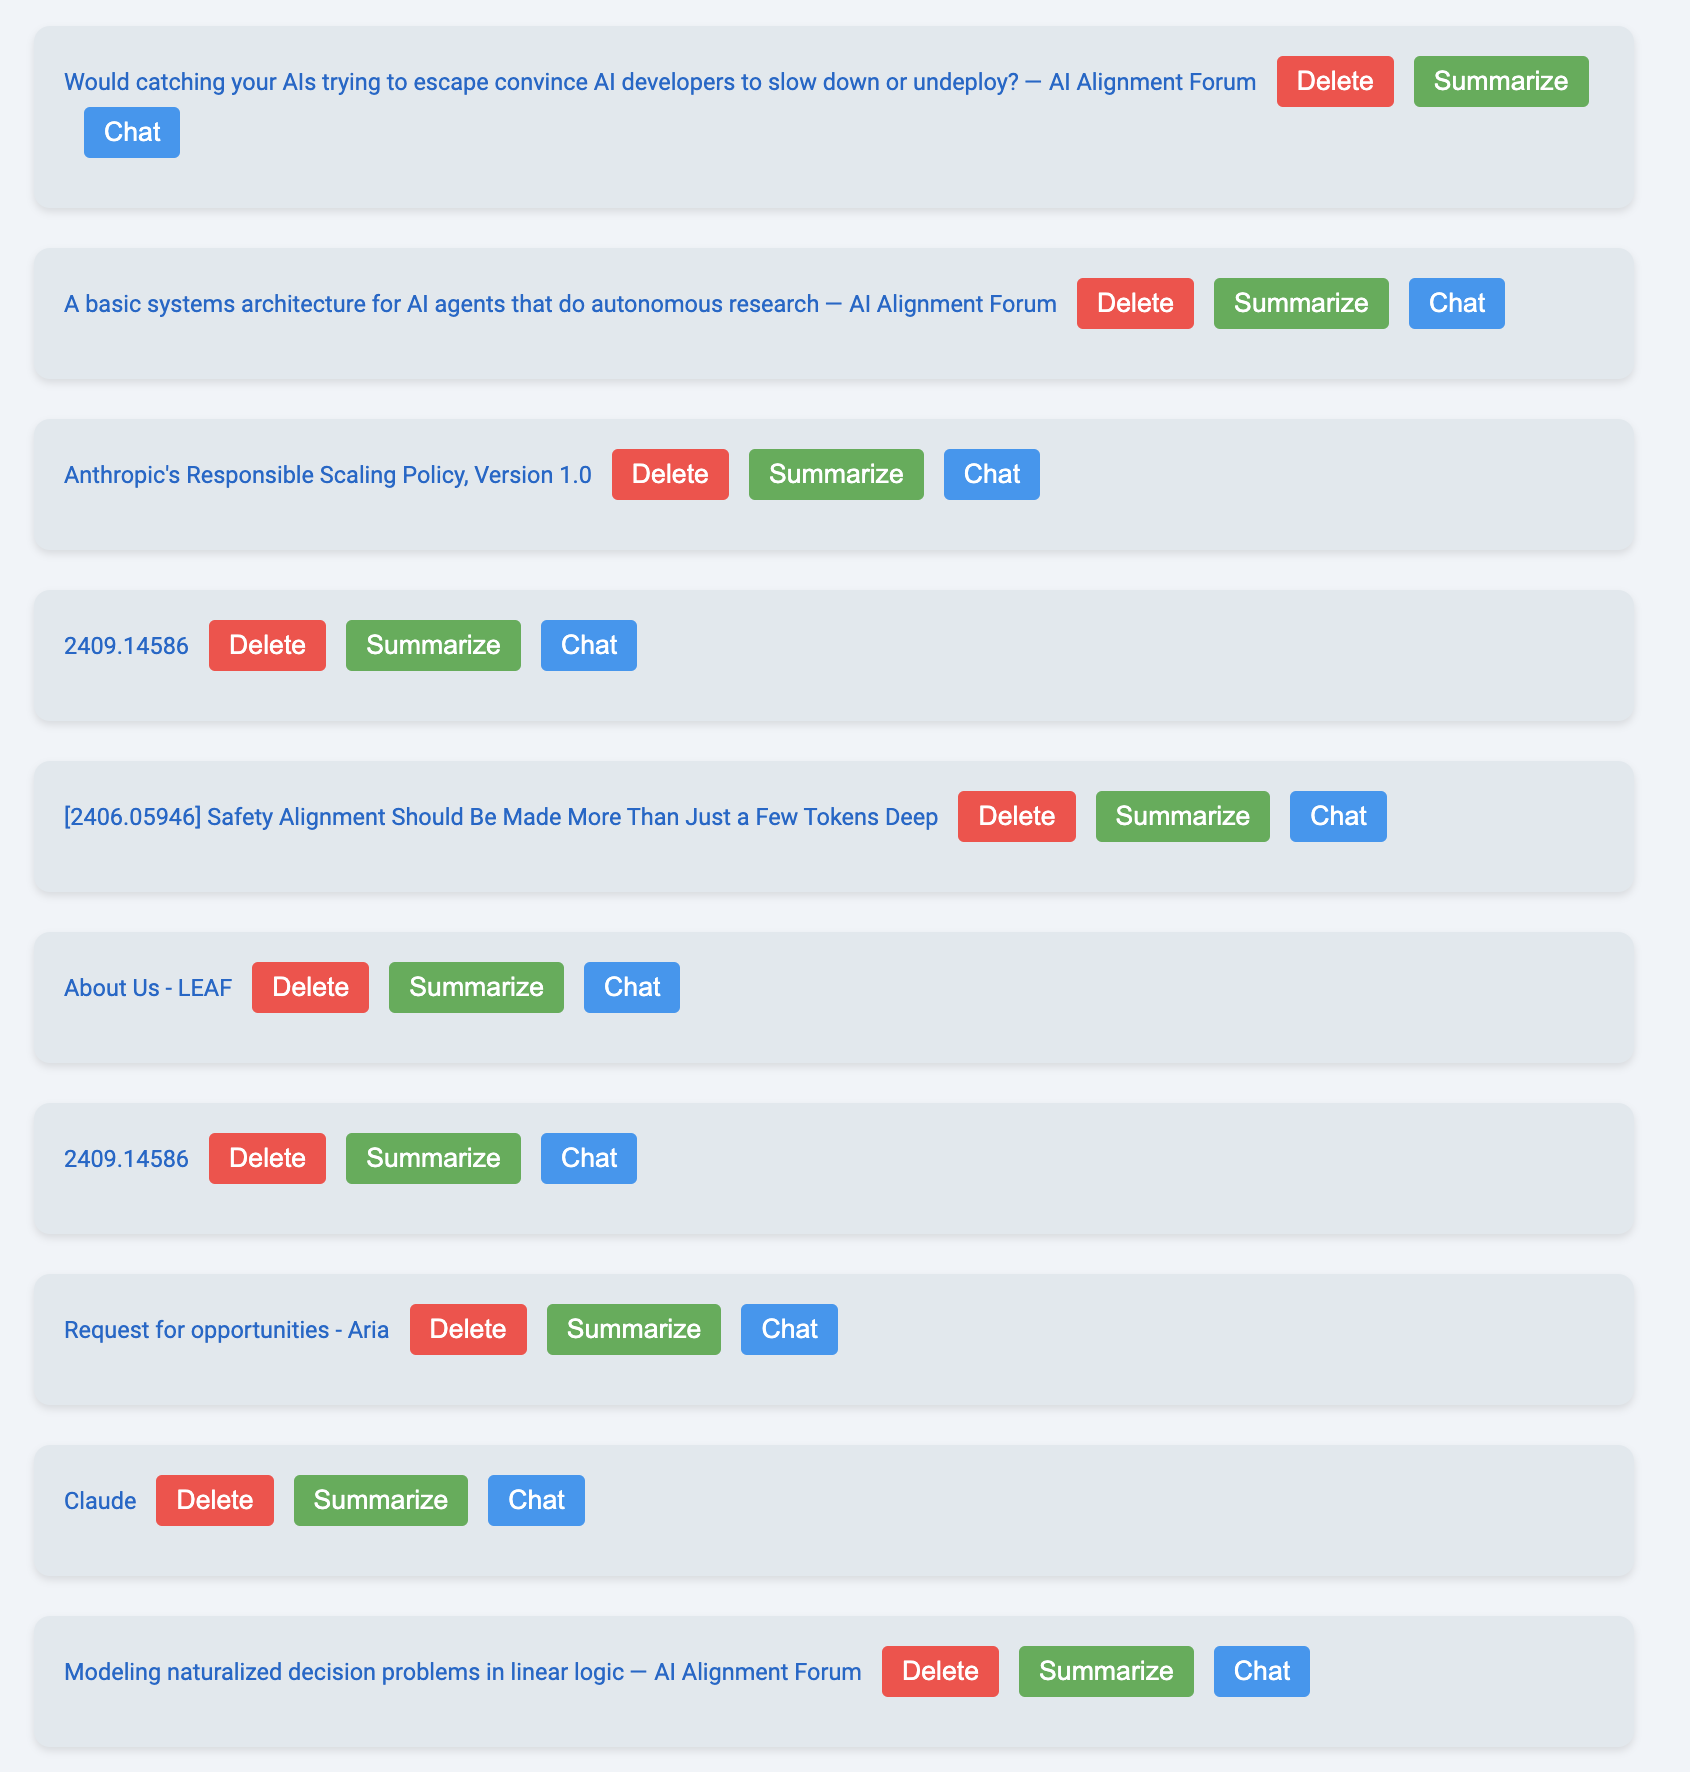 Would catching your AIs trying to escape convince AI developers to slow down or undeploy? — AI Alignment Forum Delete Summarize
Chat
A basic systems architecture for AI agents that do autonomous research — AI Alignment Forum Delete Summarize Chat
Anthropic's Responsible Scaling Policy, Version 1.0 Delete Summarize Chat
2409.14586 Delete Summarize Chat
[2406.05946] Safety Alignment Should Be Made More Than Just a Few Tokens Deep Delete Summarize Chat
About Us - LEAF Delete Summarize Chat
2409.14586 Delete Summarize Chat
Request for opportunities - Aria Delete Summarize Chat
Claude Delete Summarize Chat
Modeling naturalized decision problems in linear logic — AI Alignment Forum Delete Summarize Chat